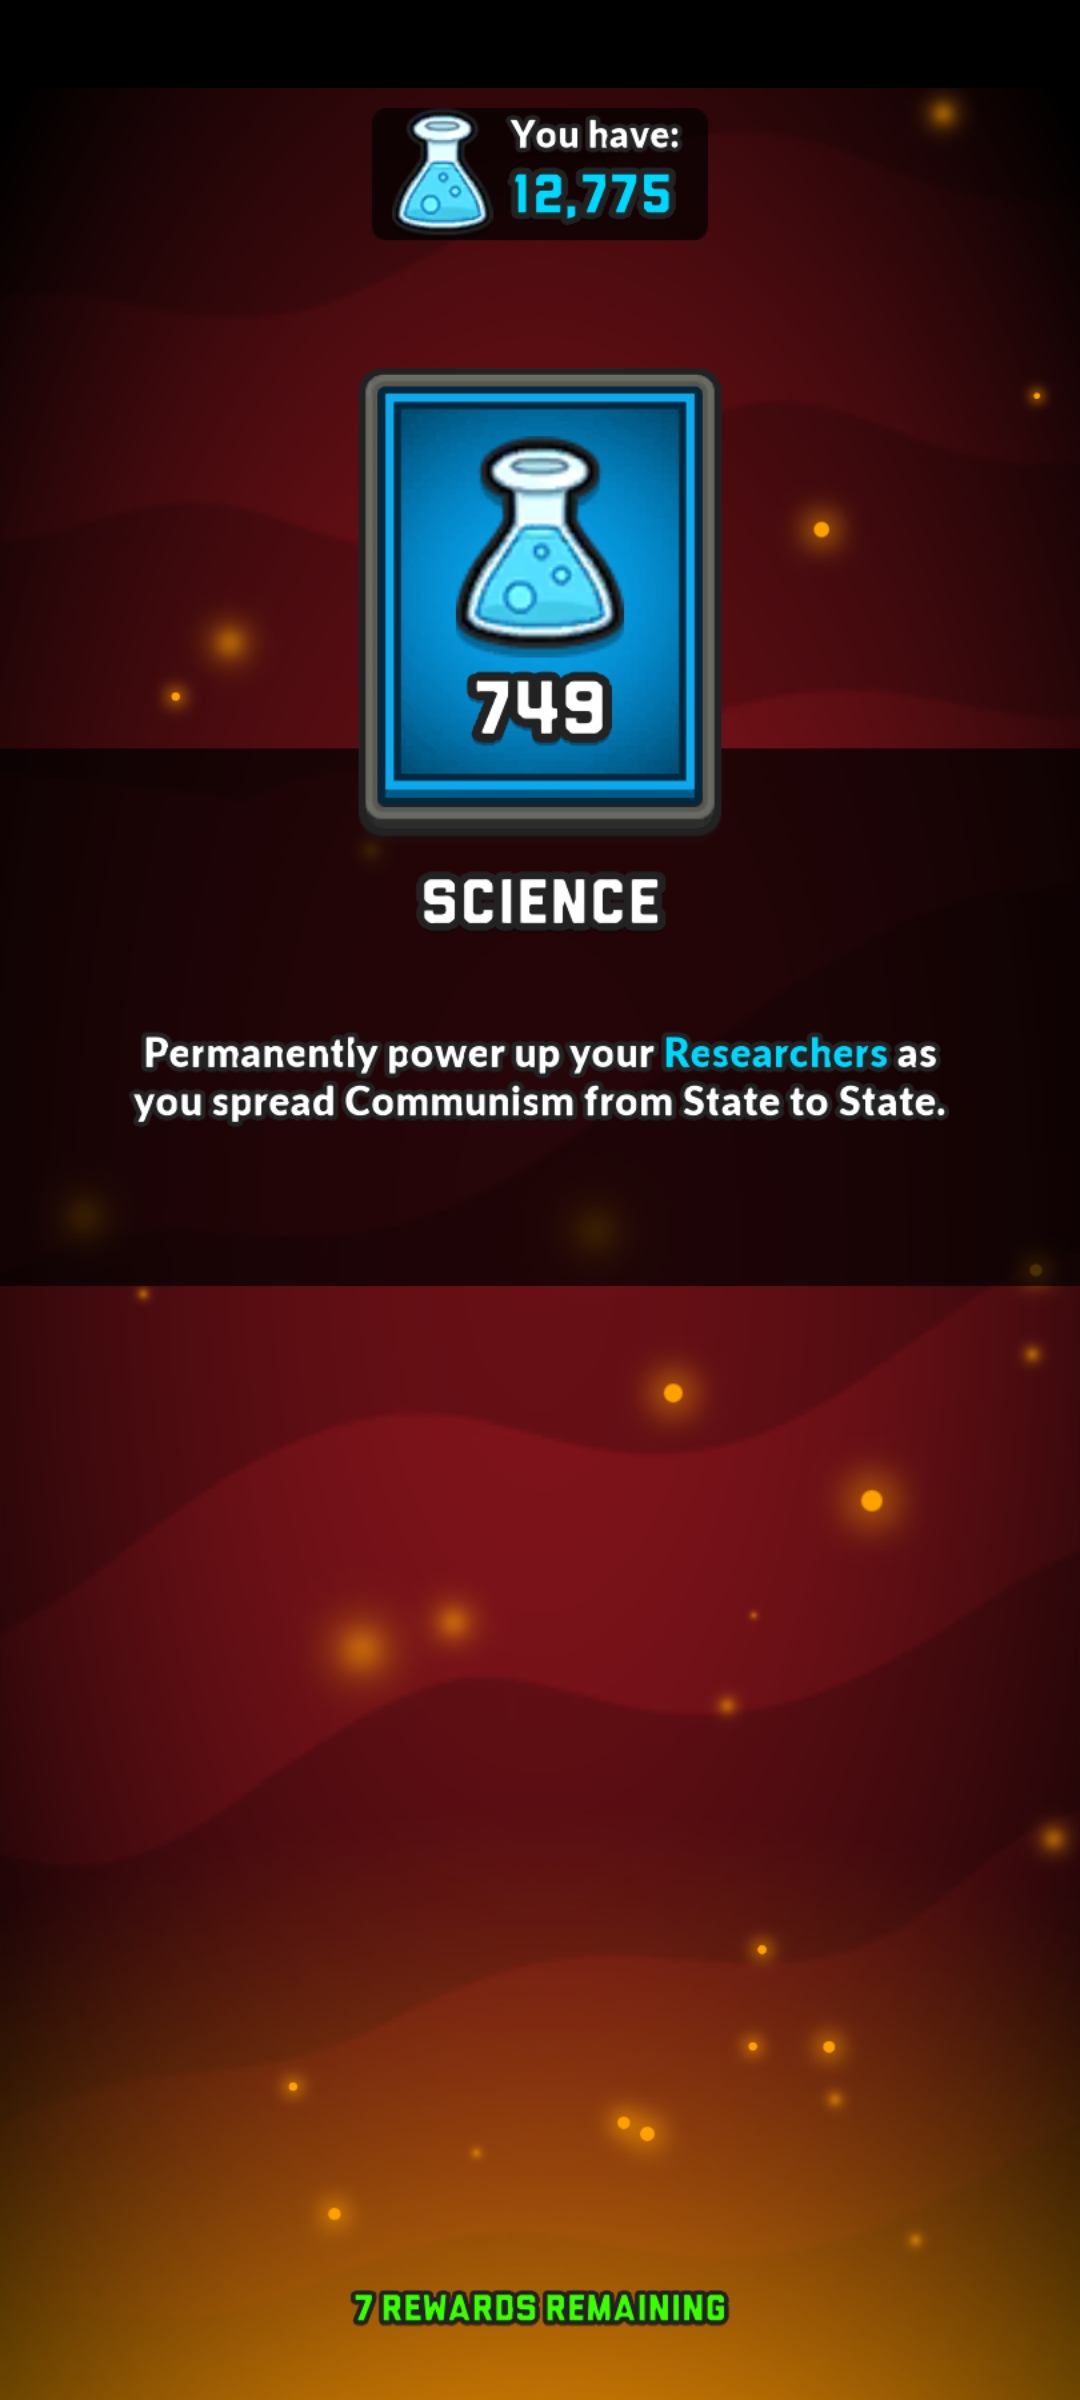 You have:
12,775
749
SCIENCE
Permanently power up your Researchers as
you spread Communism from State to State.
7 REWARDS REMAINING